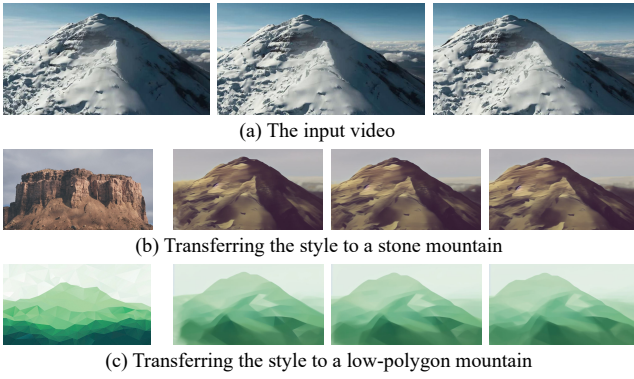 (a) The input video
(b) Transferring the style to a stone mountain
(c) Transferring the style to a low-polygon mountain